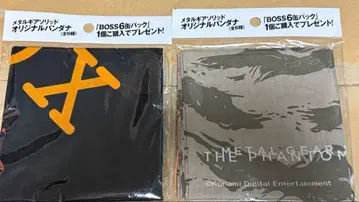 メタルギアソリッド
オリジナルバンダナ
(全6種)
「BOSS6缶パック」
1個ご購入でプレゼント!
X
メタルギアソリッド
オリジナルバンダナ
(全6種)
「BOSS6缶パック」
1個ご購入でプレゼント!
METAL GEAR
THE PHANTOM
©Konami Digital Entertainment